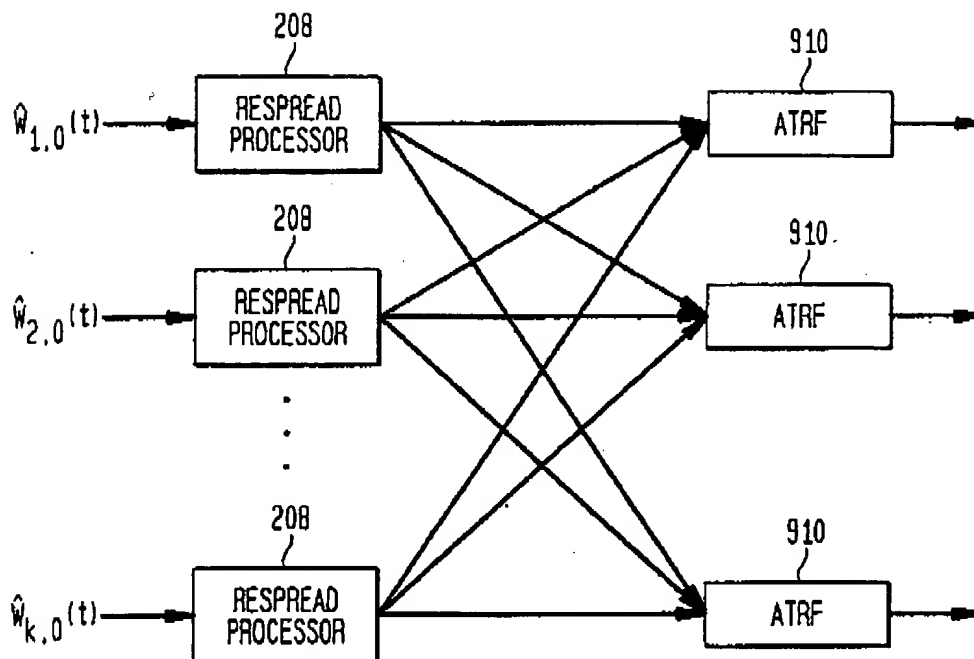 208
910
Ŵ1,0(t)
RESPREAD
PROCESSOR
ATRF
208
910
Ŵ2,0(t)
RESPREAD
PROCESSOR
ATRF
208
910
Ŵk,0(t)
RESPREAD
PROCESSOR
ATRF